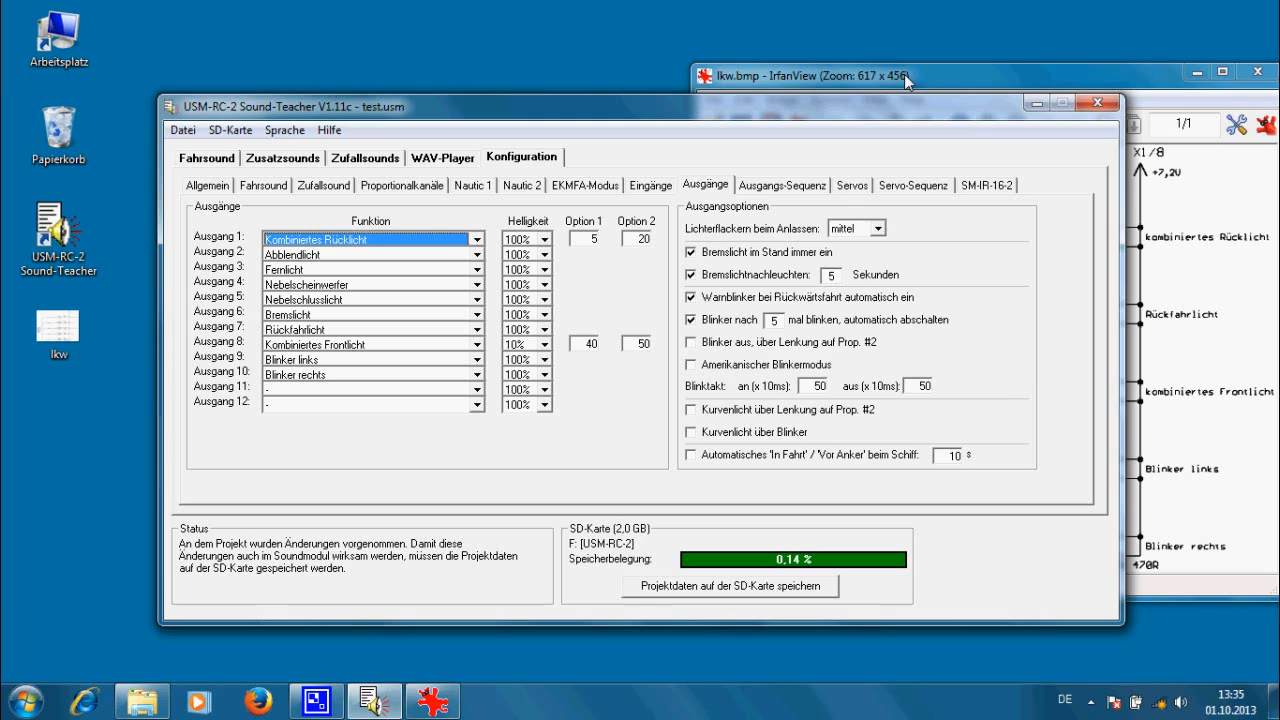 Arbeitsplatz
Papierkorb
USM-RC-2
Sound-Teacher
lkw
lkw.bmp - IrfanView (Zoom: 617 x 456)
1/1
X1/8
+7,2V
kombiniertes Rücklicht
Rückfahrlicht
kombiniertes Frontlicht
Blinker links
Blinker rechts
470R
USM-RC-2 Sound-Teacher V1.11c - test.usm
Datei SD-Karte Sprache Hilfe
Fahrsound Zusatzsounds Zufallsounds WAV-Player Konfiguration
Allgemein Fahrsound Zufallsound Proportionalkanäle Nautic 1 Nautic 2 EKMFA-Modus Eingänge Ausgänge Ausgangs-Sequenz Servos Servo-Sequenz SM-IR-16-2
Ausgänge
Funktion Helligkeit Option 1 Option 2
Ausgang 1: Kombiniertes Rücklicht 100% 5 20
Ausgang 2: Abblendlicht 100%
Ausgang 3: Fernlicht 100%
Ausgang 4: Nebelscheinwerfer 100%
Ausgang 5: Nebelschlusslicht 100%
Ausgang 6: Bremslicht 100%
Ausgang 7: Rückfahrlicht 100%
Ausgang 8: Kombiniertes Frontlicht 10% 40 50
Ausgang 9: Blinker links 100%
Ausgang 10: Blinker rechts 100%
Ausgang 11: - 100%
Ausgang 12: - 100%
Ausgangsoptionen
Lichterflackern beim Anlassen: mittel
Bremslicht im Stand immer ein
Bremslichtnachleuchten: 5 Sekunden
Warnblinker bei Rückwärtsfahrt automatisch ein
Blinker nach 5 mal blinken, automatisch abschalten
Blinker aus, über Lenkung auf Prop. #2
Amerikanischer Blinkermodus
Blinktakt: an (x 10ms): 50 aus (x 10ms): 50
Kurvenlicht über Lenkung auf Prop. #2
Kurvenlicht über Blinker
Automatisches 'In Fahrt' / 'Vor Anker' beim Schiff: 10 s
Status
An dem Projekt wurden Änderungen vorgenommen. Damit diese
Änderungen auch im Soundmodul wirksam werden, müssen die Projektdaten
auf der SD-Karte gespeichert werden.
SD-Karte (2,0 GB)
F: [USM-RC-2]
Speicherbelegung: 0,14 %
Projektdaten auf der SD-Karte speichern
DE
13:35
01.10.2013